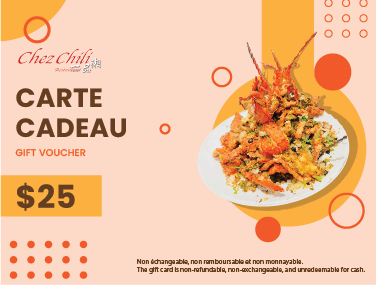 Chez Chili
CARTE
CADEAU
GIFT VOUCHER
$25
Non échangeable, non remboursable et non monnayable.
The gift card is non-refundable, non-exchangeable, and unredeemable for cash.